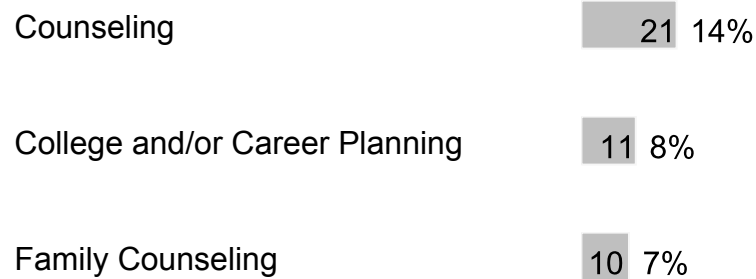 Counseling 21 14%
College and/or Career Planning 11 8%
Family Counseling 10 7%